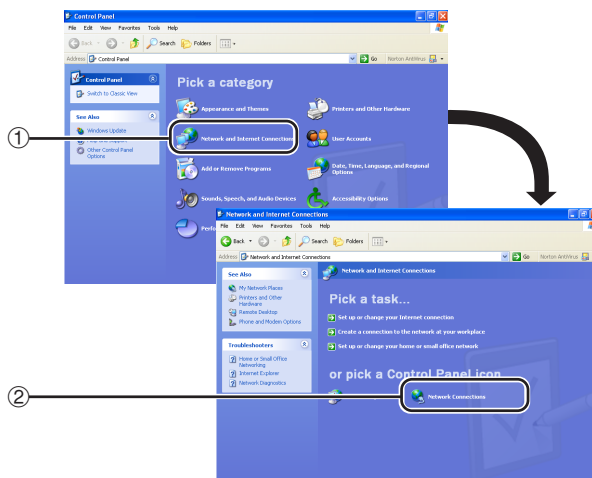 Control Panel
File Edit View Favorites Tools Help
Back Search Folders
Address Control Panel Go Norton AntiVirus
Control Panel
Switch to Classic View
See Also
Windows Update
Other Control Panel
Options
Pick a category
Appearance and Themes
Printers and Other Hardware
Network and Internet Connections
User Accounts
Add or Remove Programs
Date, Time, Language, and Regional
Options
Sounds, Speech, and Audio Devices
Accessibility Options
Perfo
①
Network and Internet Connections
File Edit View Favorites Tools Help
Back Search Folders
Address Network and Internet Connections Go Norton AntiVirus
See Also
My Network Places
Printers and Other
Hardware
Remote Desktop
Phone and Modem Options
Troubleshooters
Home or Small Office
Networking
Internet Explorer
Network Diagnostics
Network and Internet Connections
Pick a task...
Set up or change your Internet connection
Create a connection to the network at your workplace
Set up or change your home or small office network
or pick a Control Panel icon
Network Connections
②